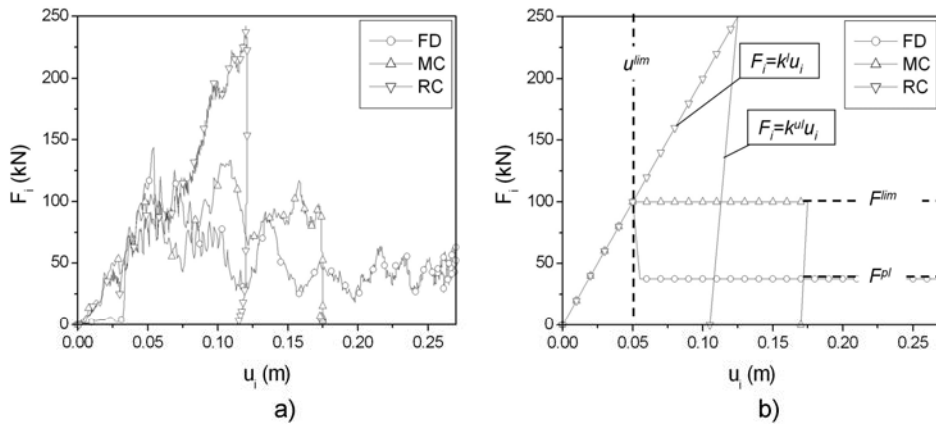 250
200
150
100
50
0
F_i (kN)
FD
MC
RC
0.00 0.05 0.10 0.15 0.20 0.25
u_i (m)
a)
250
200
150
100
50
0
F_i (kN)
u^lim
F_i=k^l u_i
F_i=k^ul u_i
FD
MC
RC
F^lim
F^pl
0.00 0.05 0.10 0.15 0.20 0.25
u_i (m)
b)